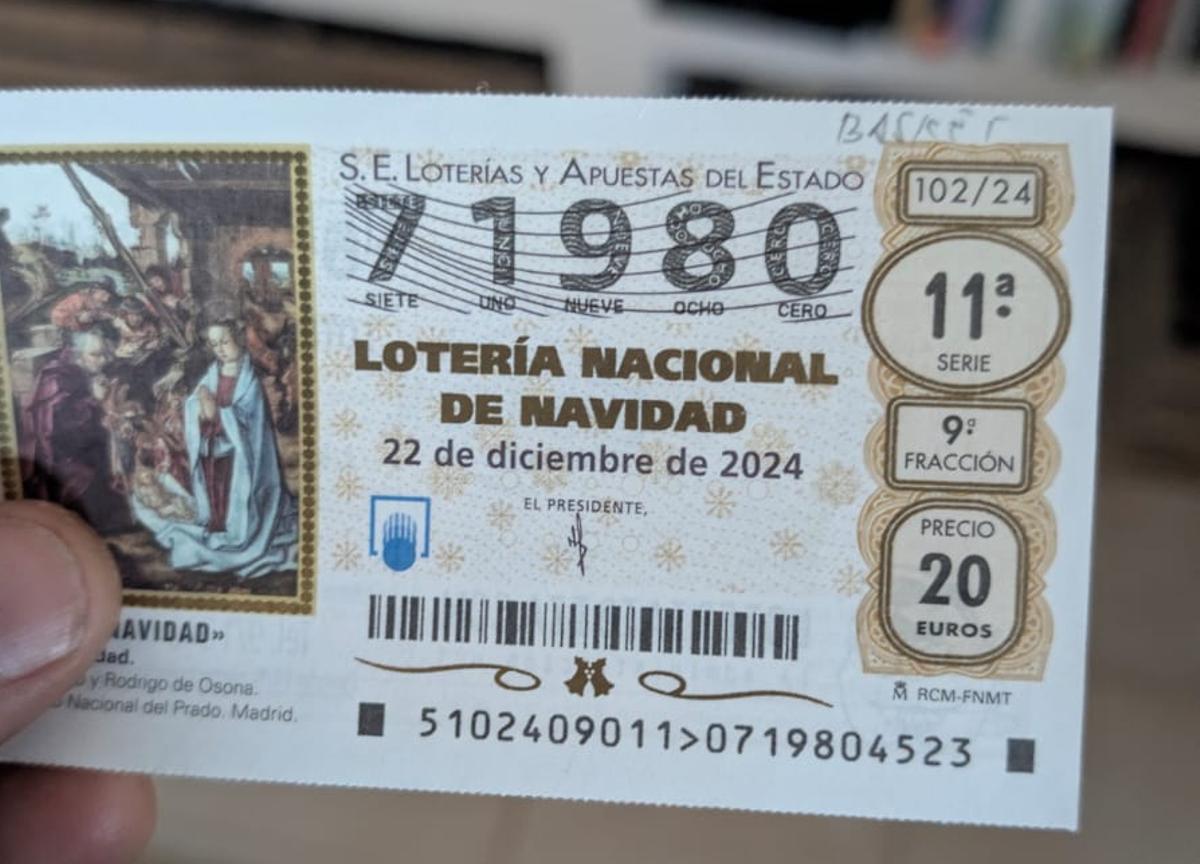 S. E. LOTERÍAS Y APUESTAS DEL ESTADO
71980
SIETE UNO NUEVE OCHO CERO
LOTERÍA NACIONAL
DE NAVIDAD
22 de diciembre de 2024
EL PRESIDENTE,
5102409011>0719804523
102/24
11ª
SERIE
9ª
FRACCIÓN
PRECIO
20
EUROS
RCM-FNMT
NAVIDAD»
y Rodrigo de Osona.
Nacional del Prado. Madrid.